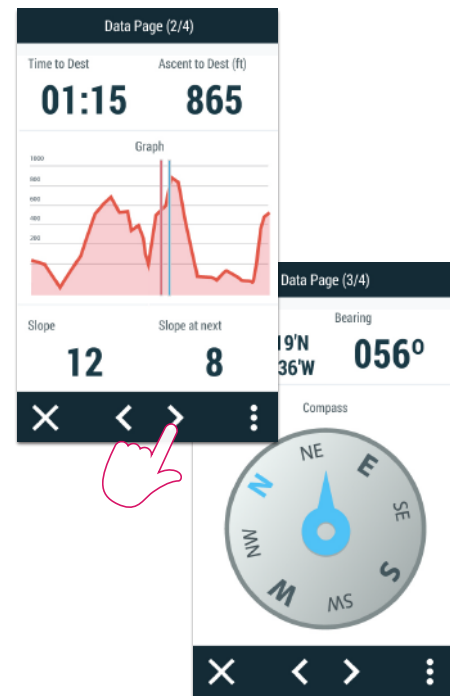 Data Page (2/4)
Time to Dest Ascent to Dest (ft)
01:15 865
Graph
1000
800
600
400
200
Slope Slope at next
12 8
Data Page (3/4)
Bearing
19'N
36'W
056º
Compass
N NE E SE S SW W NW